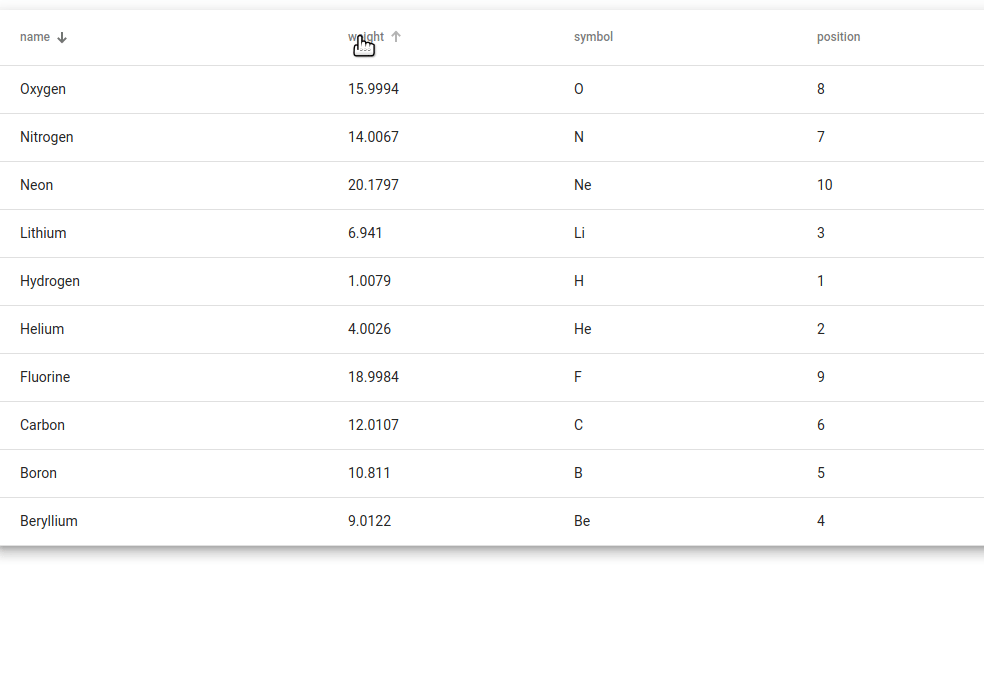 name weight symbol position
Oxygen 15.9994 O 8
Nitrogen 14.0067 N 7
Neon 20.1797 Ne 10
Lithium 6.941 Li 3
Hydrogen 1.0079 H 1
Helium 4.0026 He 2
Fluorine 18.9984 F 9
Carbon 12.0107 C 6
Boron 10.811 B 5
Beryllium 9.0122 Be 4